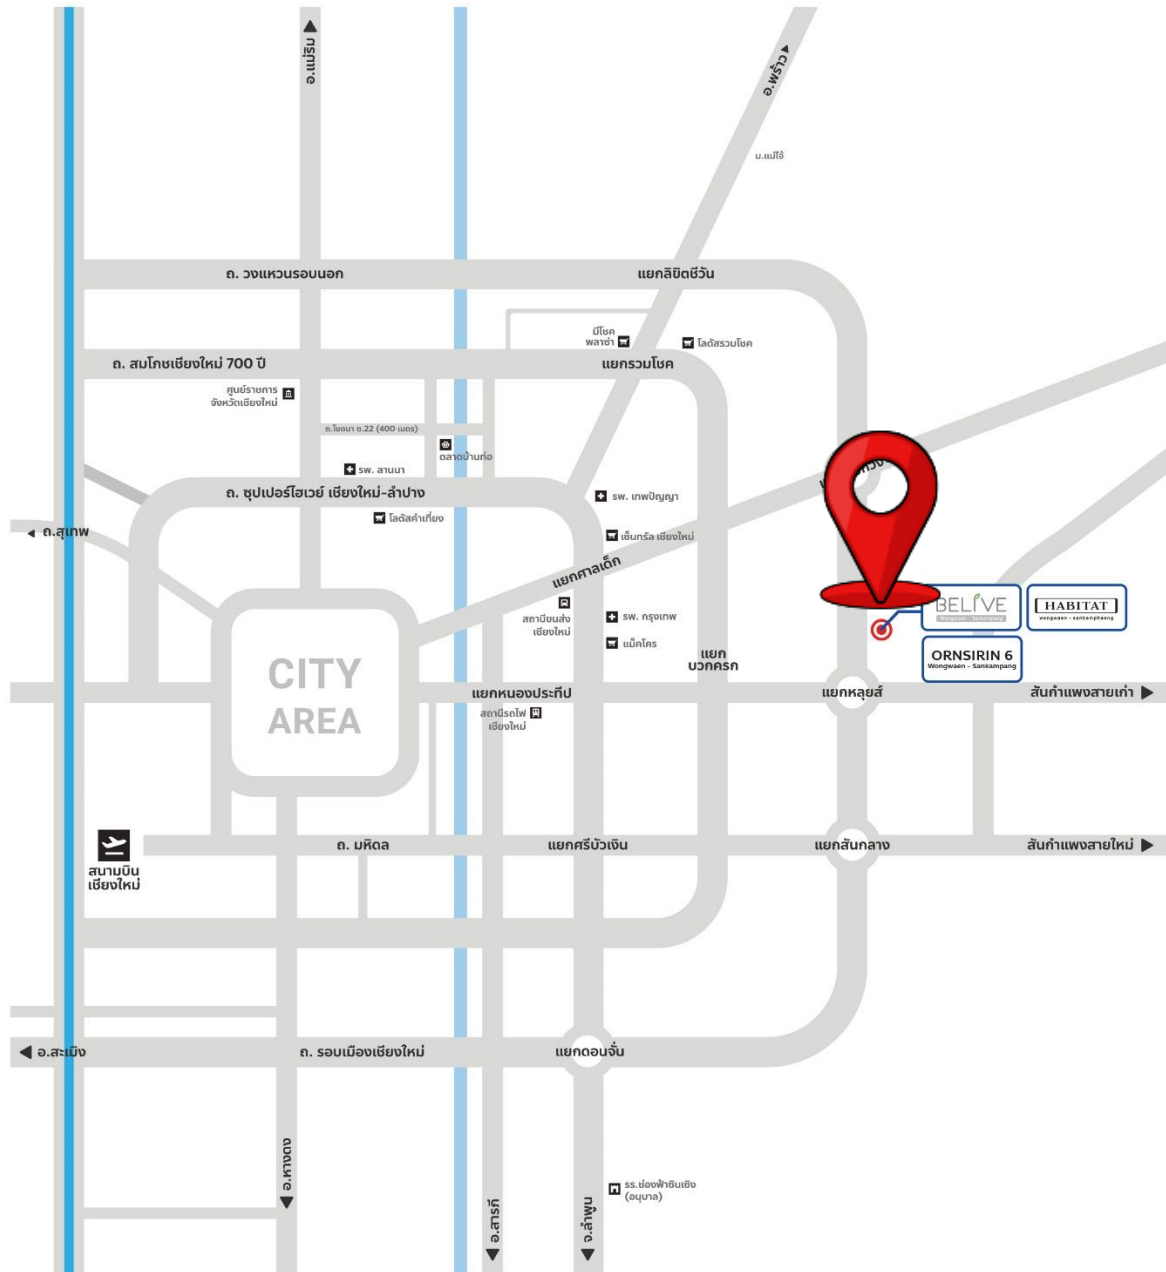 อ.แม่ริม
อ.พร้าว
ม.แม่โจ้
ถ. วงแหวนรอบนอก
แยกลิขิตชีวัน
มีโชค
พลาซ่า
โลตัสรวมโชค
ถ. สมโภชเชียงใหม่ 700 ปี
แยกรวมโชค
ศูนย์ราชการ
จังหวัดเชียงใหม่
ถ.โชตนา ซ.22 (400 เมตร)
ตลาดบ้านท่อ
รพ. ลานนา
ถ. ซุปเปอร์ไฮเวย์ เชียงใหม่-ลำปาง
รพ. เทพปัญญา
โลตัสคำเที่ยง
ถ.สุเทพ
เซ็นทรัล เชียงใหม่
แยกศาลเด็ก
สถานีขนส่ง
เชียงใหม่
รพ. กรุงเทพ
แม็คโคร
BELIVE
Wongwaen - Sankampang
HABITAT
wongwaen - sankamphaeng
ORNSIRIN 6
Wongwaen - Sankampang
CITY
AREA
แยก
บวกครก
แยกหนองประทีป
แยกหลุยส์
สันกำแพงสายเก่า
สถานีรถไฟ
เชียงใหม่
สนามบิน
เชียงใหม่
ถ. มหิดล
แยกศรีบัวเงิน
แยกสันกลาง
สันกำแพงสายใหม่
อ.สะเมิง
ถ. รอบเมืองเชียงใหม่
แยกดอนจั่น
อ.หางดง
อ.สารภี
จ.ลำพูน
รร.ช่องฟ้าซินเซิง
(อนุบาล)